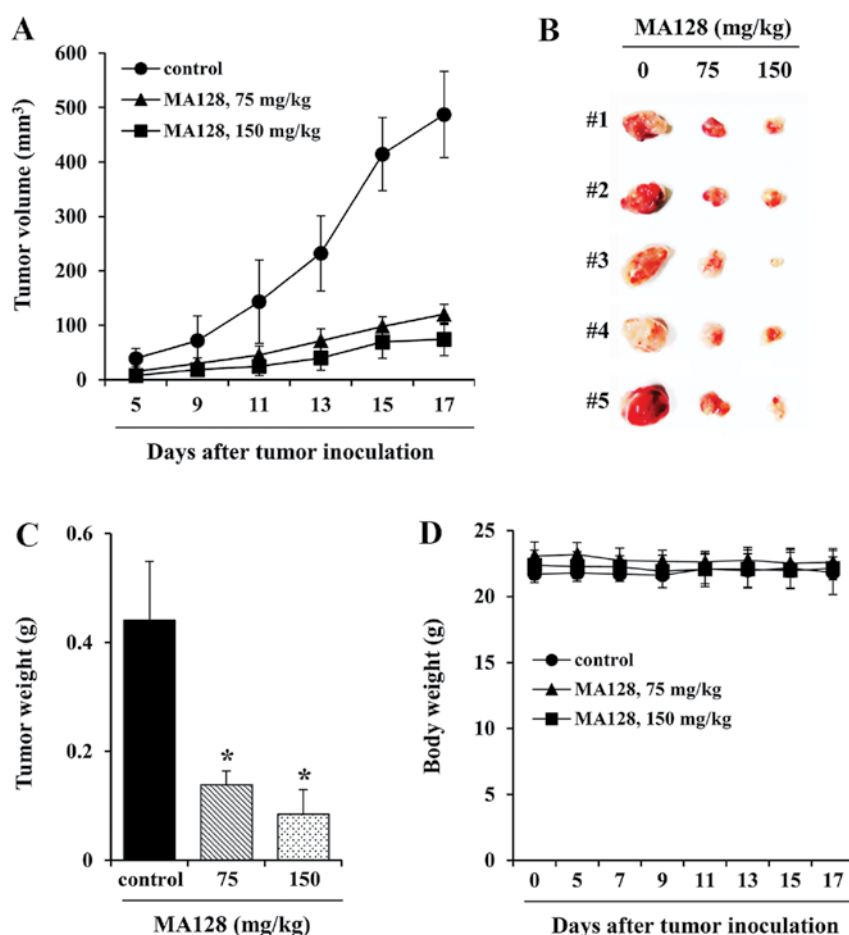 A
Tumor volume (mm³)
600
500
400
300
200
100
0
control
MA128, 75 mg/kg
MA128, 150 mg/kg
5 9 11 13 15 17
Days after tumor inoculation
B
MA128 (mg/kg)
0 75 150
#1
#2
#3
#4
#5
C
Tumor weight (g)
0.6
0.4
0.2
0
* *
control 75 150
MA128 (mg/kg)
D
Body weight (g)
25
22
15
10
5
0
control
MA128, 75 mg/kg
MA128, 150 mg/kg
0 5 7 9 11 13 15 17
Days after tumor inoculation